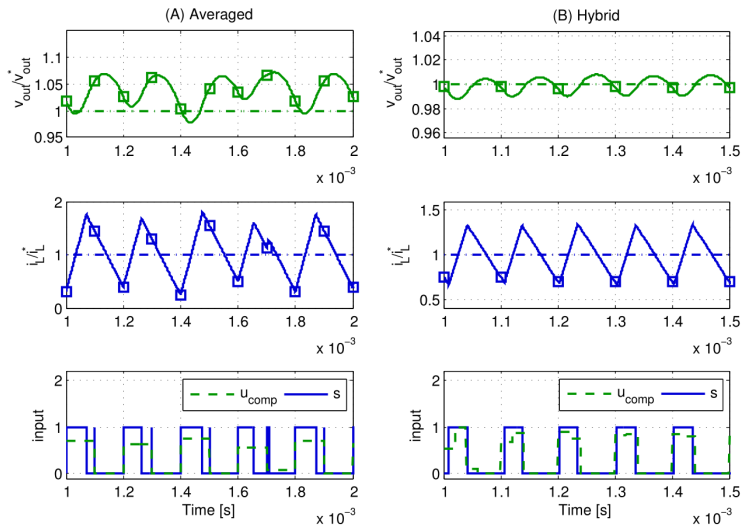 (A) Averaged
v_out/v*_out
1.1
1.05
1
0.95
1 1.2 1.4 1.6 1.8 2
x 10⁻³
i_L/i*_L
2
1
0
1 1.2 1.4 1.6 1.8 2
x 10⁻³
input
2
1
0
u_comp s
1 1.2 1.4 1.6 1.8 2
Time [s]
x 10⁻³
(B) Hybrid
v_out/v*_out
1.04
1.02
1
0.98
0.96
1 1.1 1.2 1.3 1.4 1.5
x 10⁻³
i_L/i*_L
1.5
1
0.5
1 1.1 1.2 1.3 1.4 1.5
x 10⁻³
input
2
1
0
u_comp s
1 1.1 1.2 1.3 1.4 1.5
Time [s]
x 10⁻³